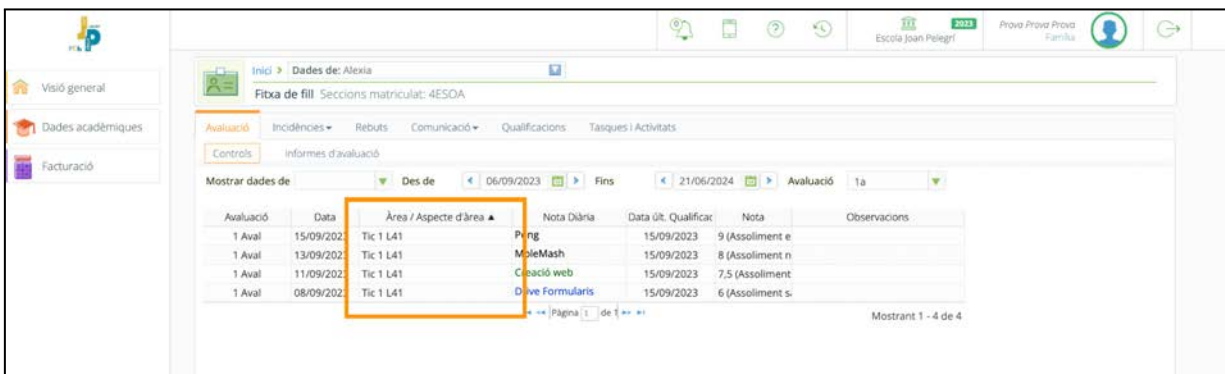 2023
Escola Joan Pelegrí
Prova Prova Prova
Família
Visió general
Dades acadèmiques
Facturació
Inici > Dades de: Alexia
Fitxa de fill Seccions matriculat: 4ESOA
Avaluació Incidències Rebuts Comunicació Qualificacions Tasques i Activitats
Controls Informes d'avaluació
Mostrar dades de Des de 06/09/2023 Fins 21/06/2024 Avaluació 1a
Avaluació Data Àrea / Aspecte d'àrea Nota Diària Data últ. Qualificac Nota Observacions
1 Aval 15/09/202 Tic 1 L41 15/09/2023 9 (Assoliment e
1 Aval 13/09/202 Tic 1 L41 MoleMash 15/09/2023 8 (Assoliment n
1 Aval 11/09/202 Tic 1 L41 Creació web 15/09/2023 7,5 (Assoliment
1 Aval 08/09/202 Tic 1 L41 Drive Formularis 15/09/2023 6 (Assoliment s
Pàgina 1 de 1
Mostrant 1 - 4 de 4